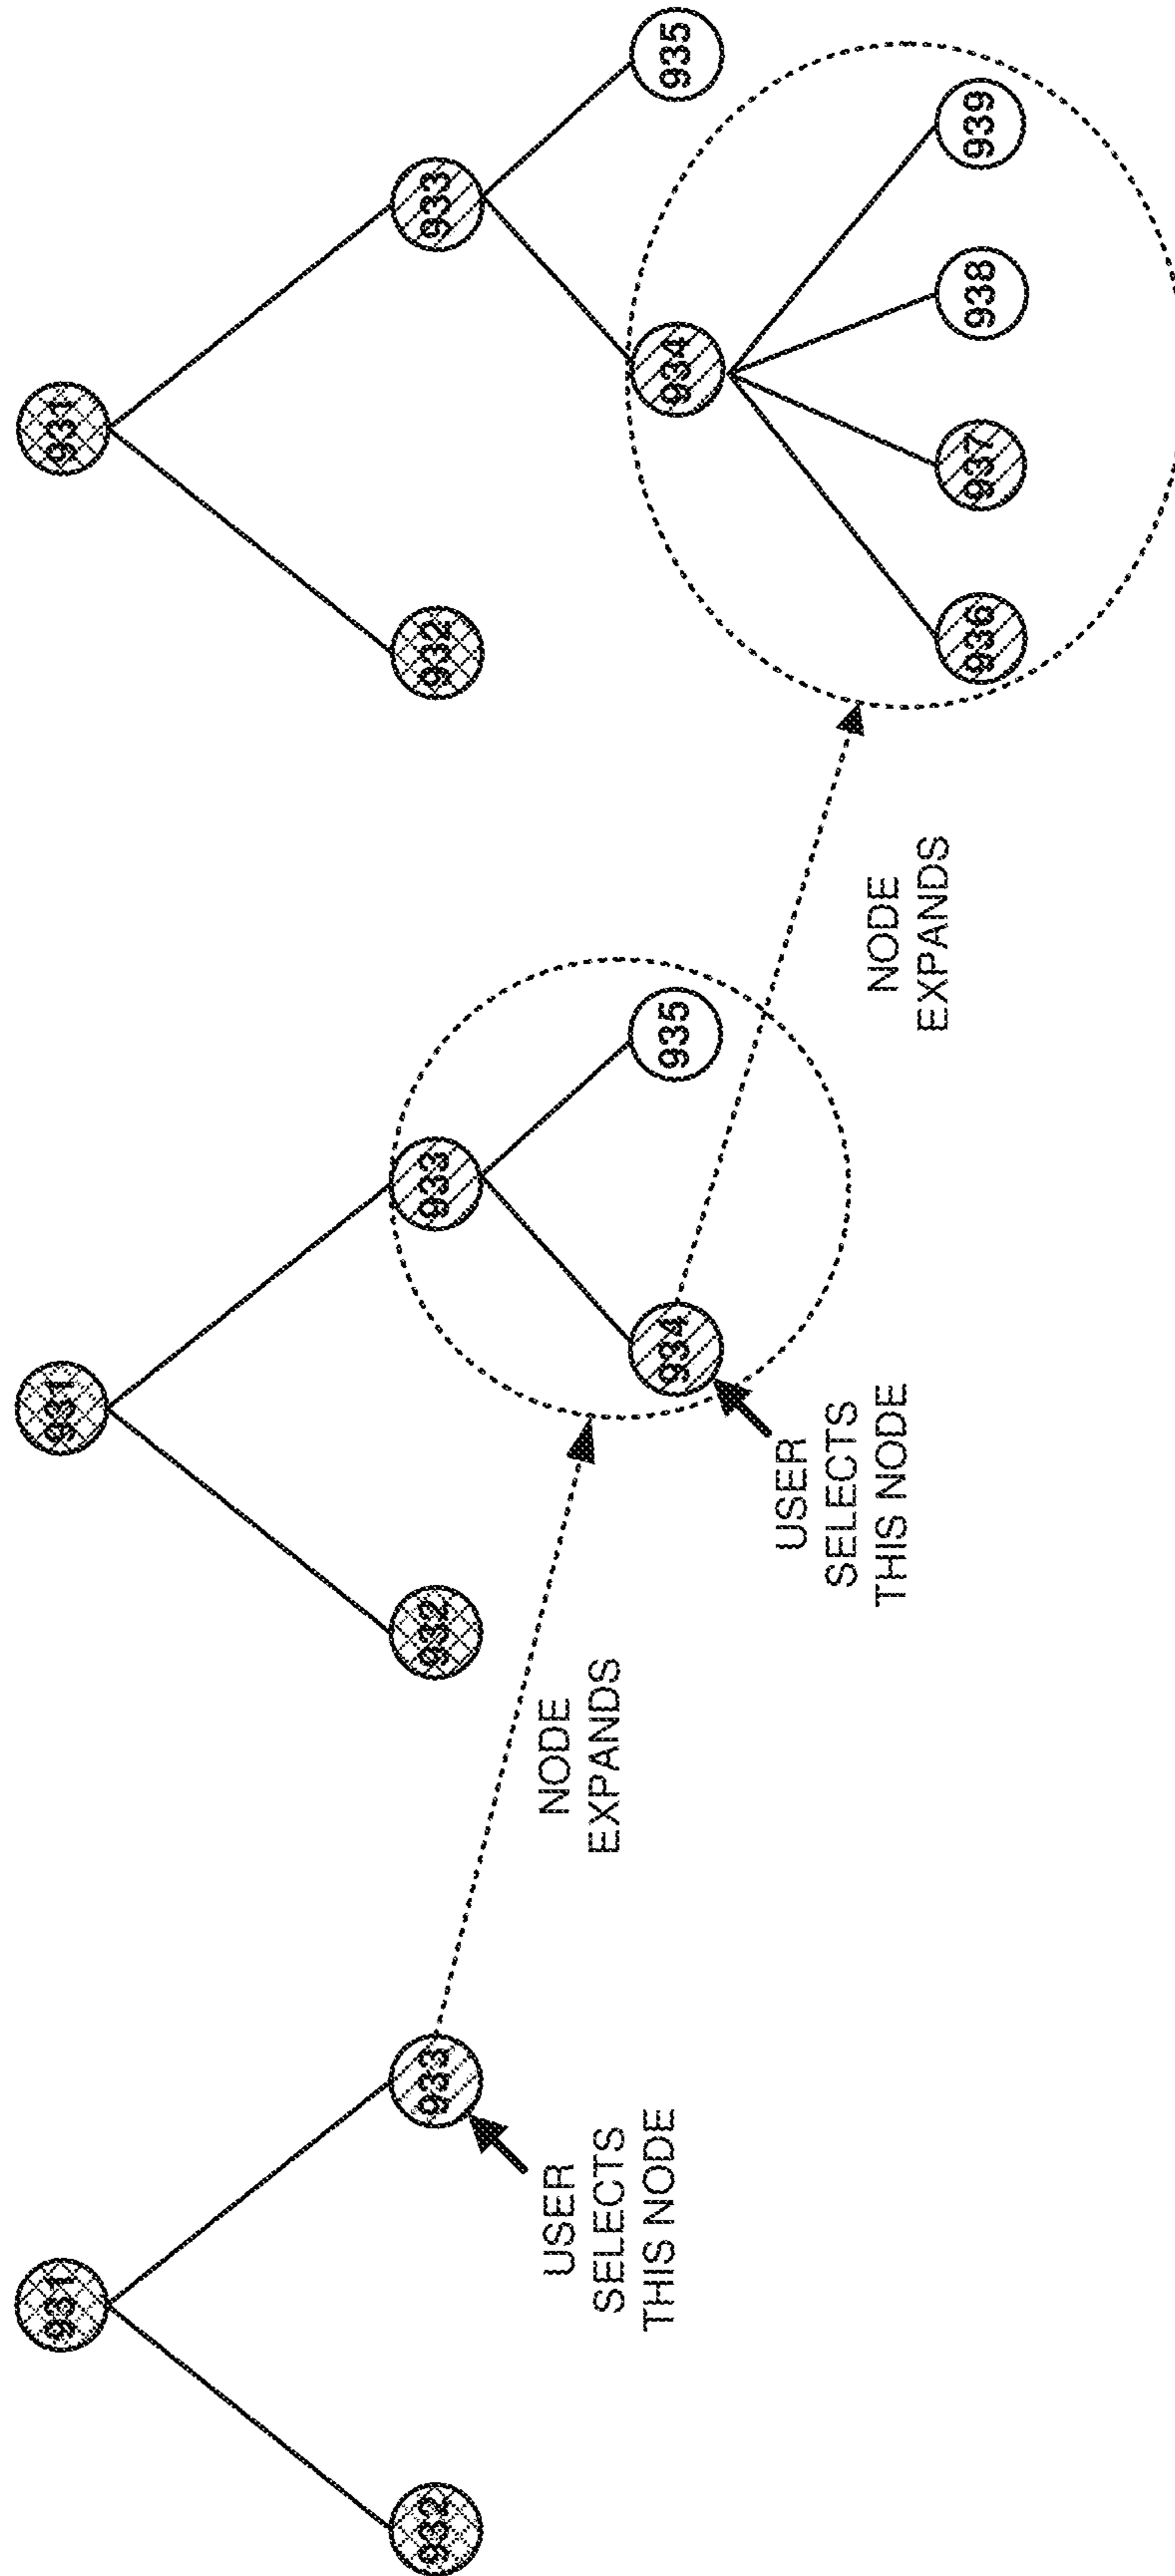 931
932
933
USER
SELECTS
THIS NODE
NODE
EXPANDS
931
932
933
934
935
USER
SELECTS
THIS NODE
NODE
EXPANDS
931
932
933
934
935
936
937
938
939